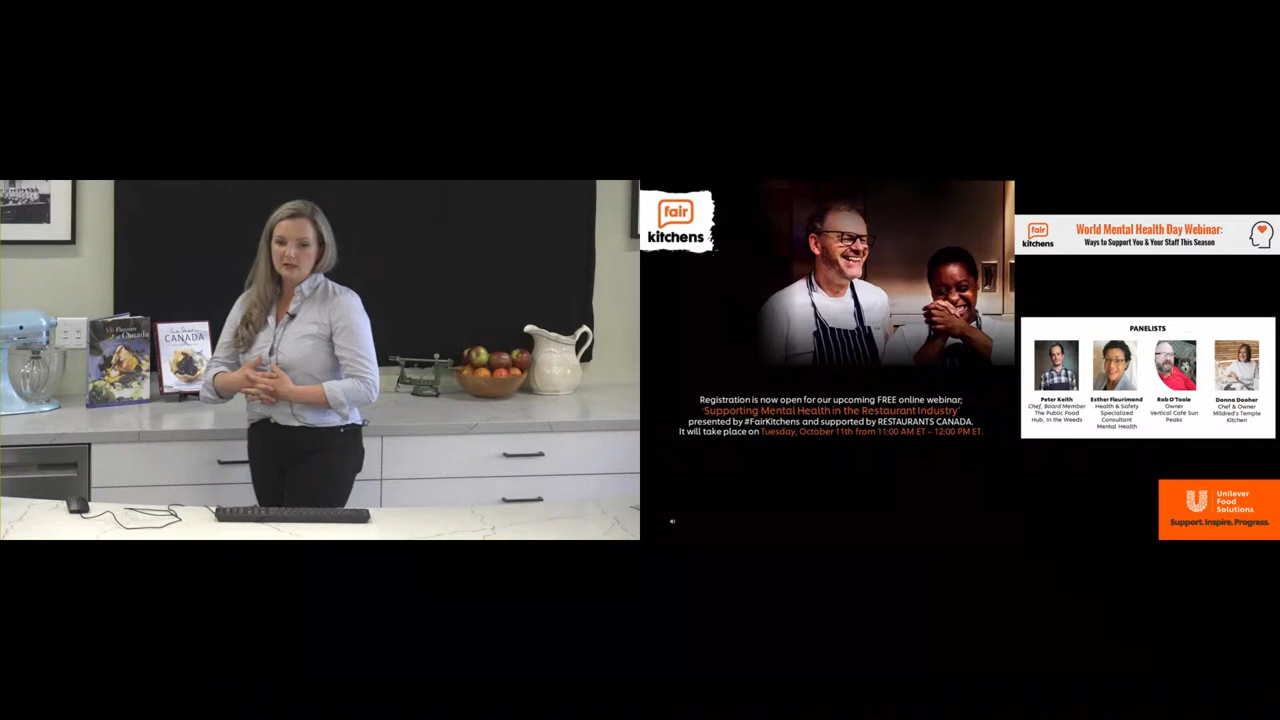 Flavours
of Canada
CANADA
fair
kitchens
Registration is now open for our upcoming FREE online webinar;
'Supporting Mental Health in the Restaurant Industry'
presented by #FairKitchens and supported by RESTAURANTS CANADA.
It will take place on Tuesday, October 11th from 11:00 AM ET – 12:00 PM ET.
40
fair
kitchens
World Mental Health Day Webinar:
Ways to Support You & Your Staff This Season
PANELISTS
Peter Keith
Chef, Board Member
The Public Food
Hub, In the Weeds
Esther Fleurimond
Health & Safety
Specialized
Consultant
Mental Health
Rob O'Toole
Owner
Vertical Café Sun
Peaks
Donna Dooher
Chef & Owner
Mildred's Temple
Kitchen
Unilever
Food
Solutions
Support. Inspire. Progress.